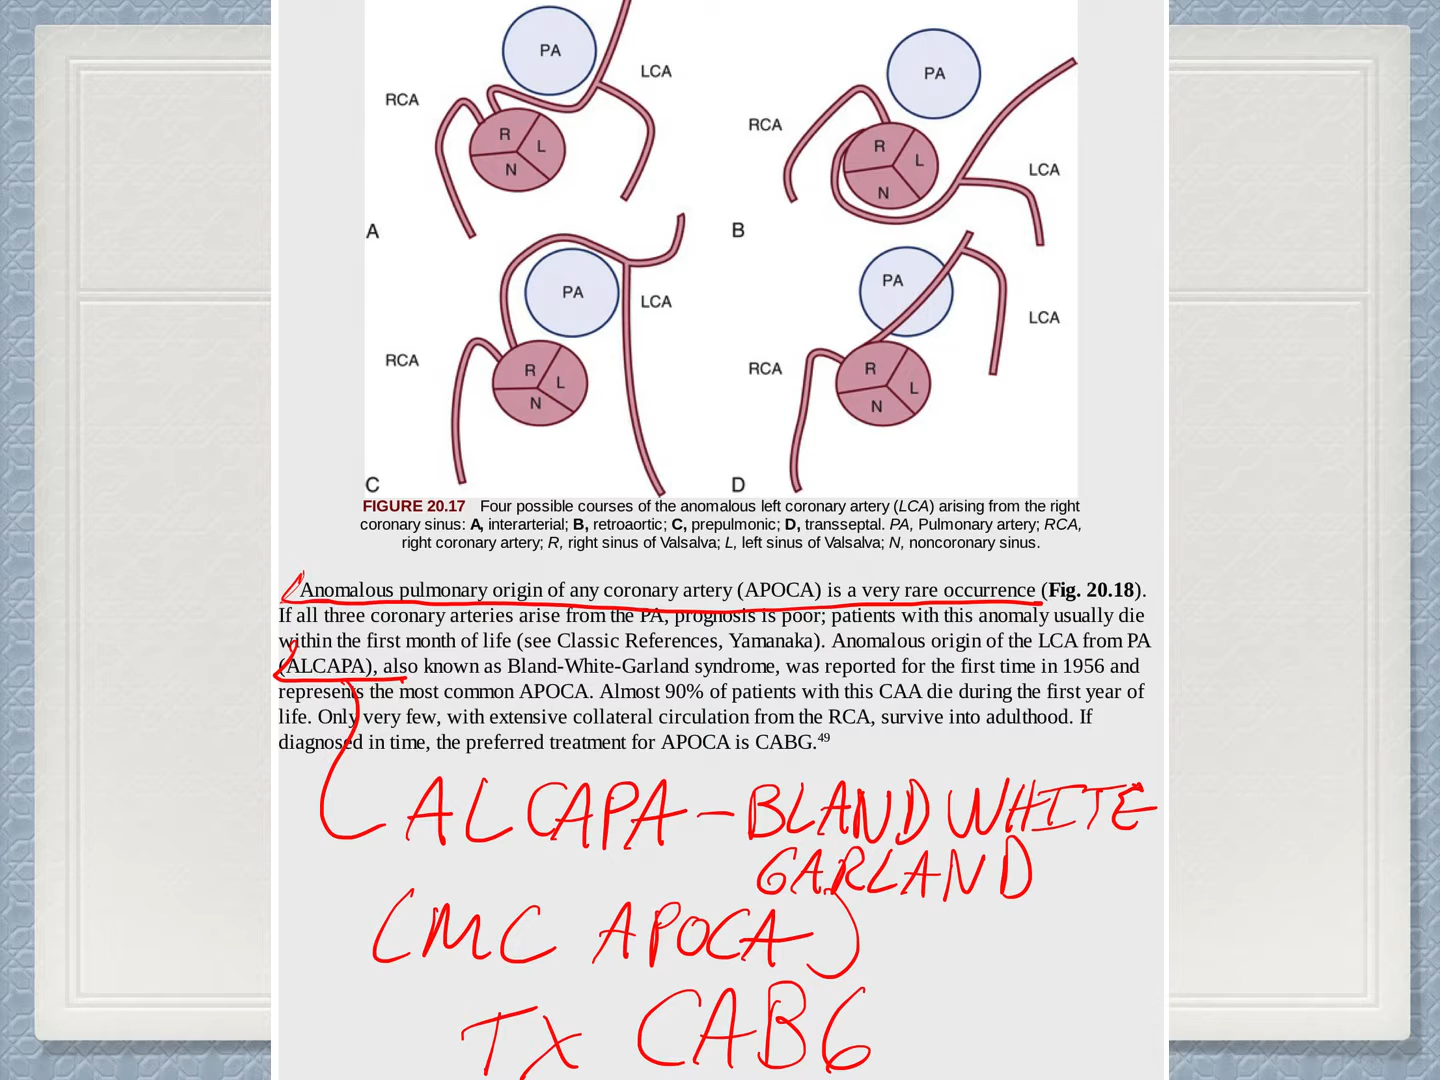 PA
LCA
RCA
R
L
N
A
PA
RCA
R
L
N
LCA
B
PA
LCA
RCA
R
L
N
C
PA
LCA
RCA
R
L
N
D
FIGURE 20.17 Four possible courses of the anomalous left coronary artery (LCA) arising from the right
coronary sinus: A, interarterial; B, retroaortic; C, prepulmonic; D, transseptal. PA, Pulmonary artery; RCA,
right coronary artery; R, right sinus of Valsalva; L, left sinus of Valsalva; N, noncoronary sinus.
Anomalous pulmonary origin of any coronary artery (APOCA) is a very rare occurrence (Fig. 20.18).
If all three coronary arteries arise from the PA, prognosis is poor; patients with this anomaly usually die
within the first month of life (see Classic References, Yamanaka). Anomalous origin of the LCA from PA
(ALCAPA), also known as Bland-White-Garland syndrome, was reported for the first time in 1956 and
represents the most common APOCA. Almost 90% of patients with this CAA die during the first year of
life. Only very few, with extensive collateral circulation from the RCA, survive into adulthood. If
diagnosed in time, the preferred treatment for APOCA is CABG.49
ALCAPA - BLAND WHITE
GARLAND
(MC APOCA)
TX CABG